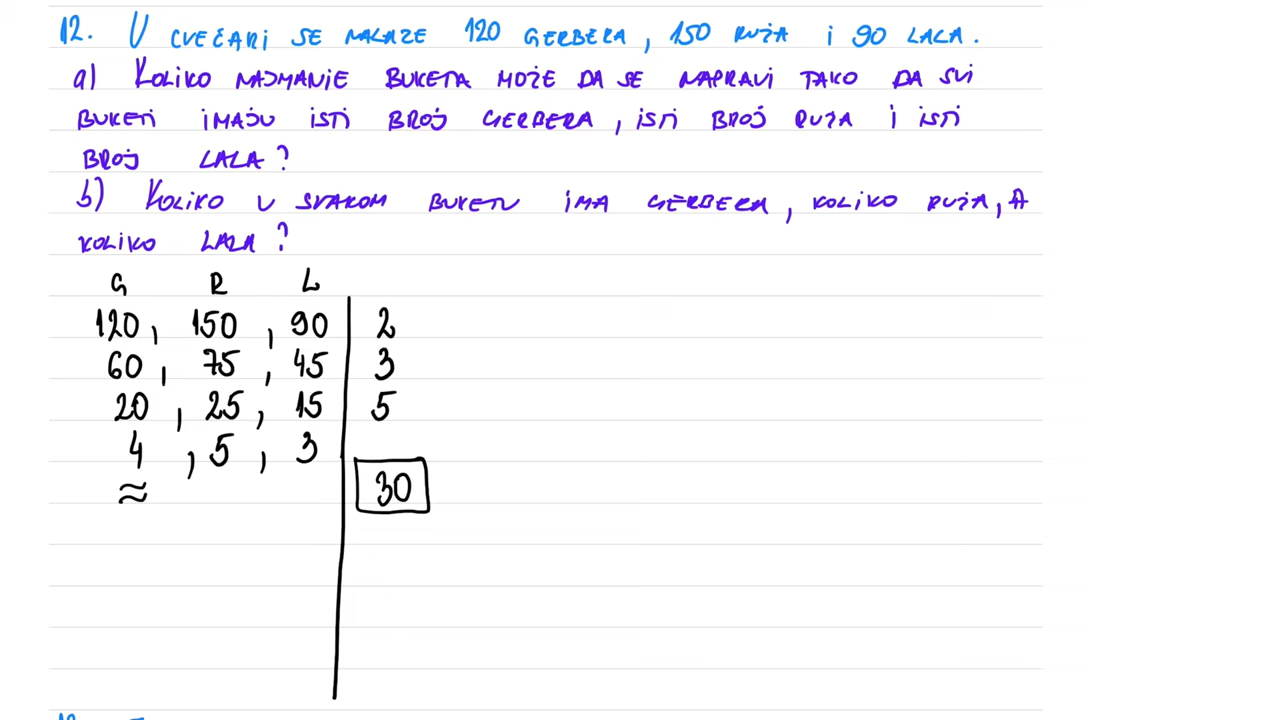 12. U CVEĆARI SE NALAZE 120 GERBERA, 150 RUŽA I 90 LALA.
a) KOLIKO NAJMANJE BUKETA MOŽE DA SE NAPRAVI TAKO DA SVI
BUKETI IMAJU ISTI BROJ GERBERA, ISTI BROJ RUŽA I ISTI
BROJ LALA?
b) KOLIKO U SVAKOM BUKETU IMA GERBERA, KOLIKO RUŽA, A
KOLIKO LALA?
G R L
120, 150, 90 | 2
60, 75, 45 | 3
20, 25, 15 | 5
4, 5, 3
≈ 30